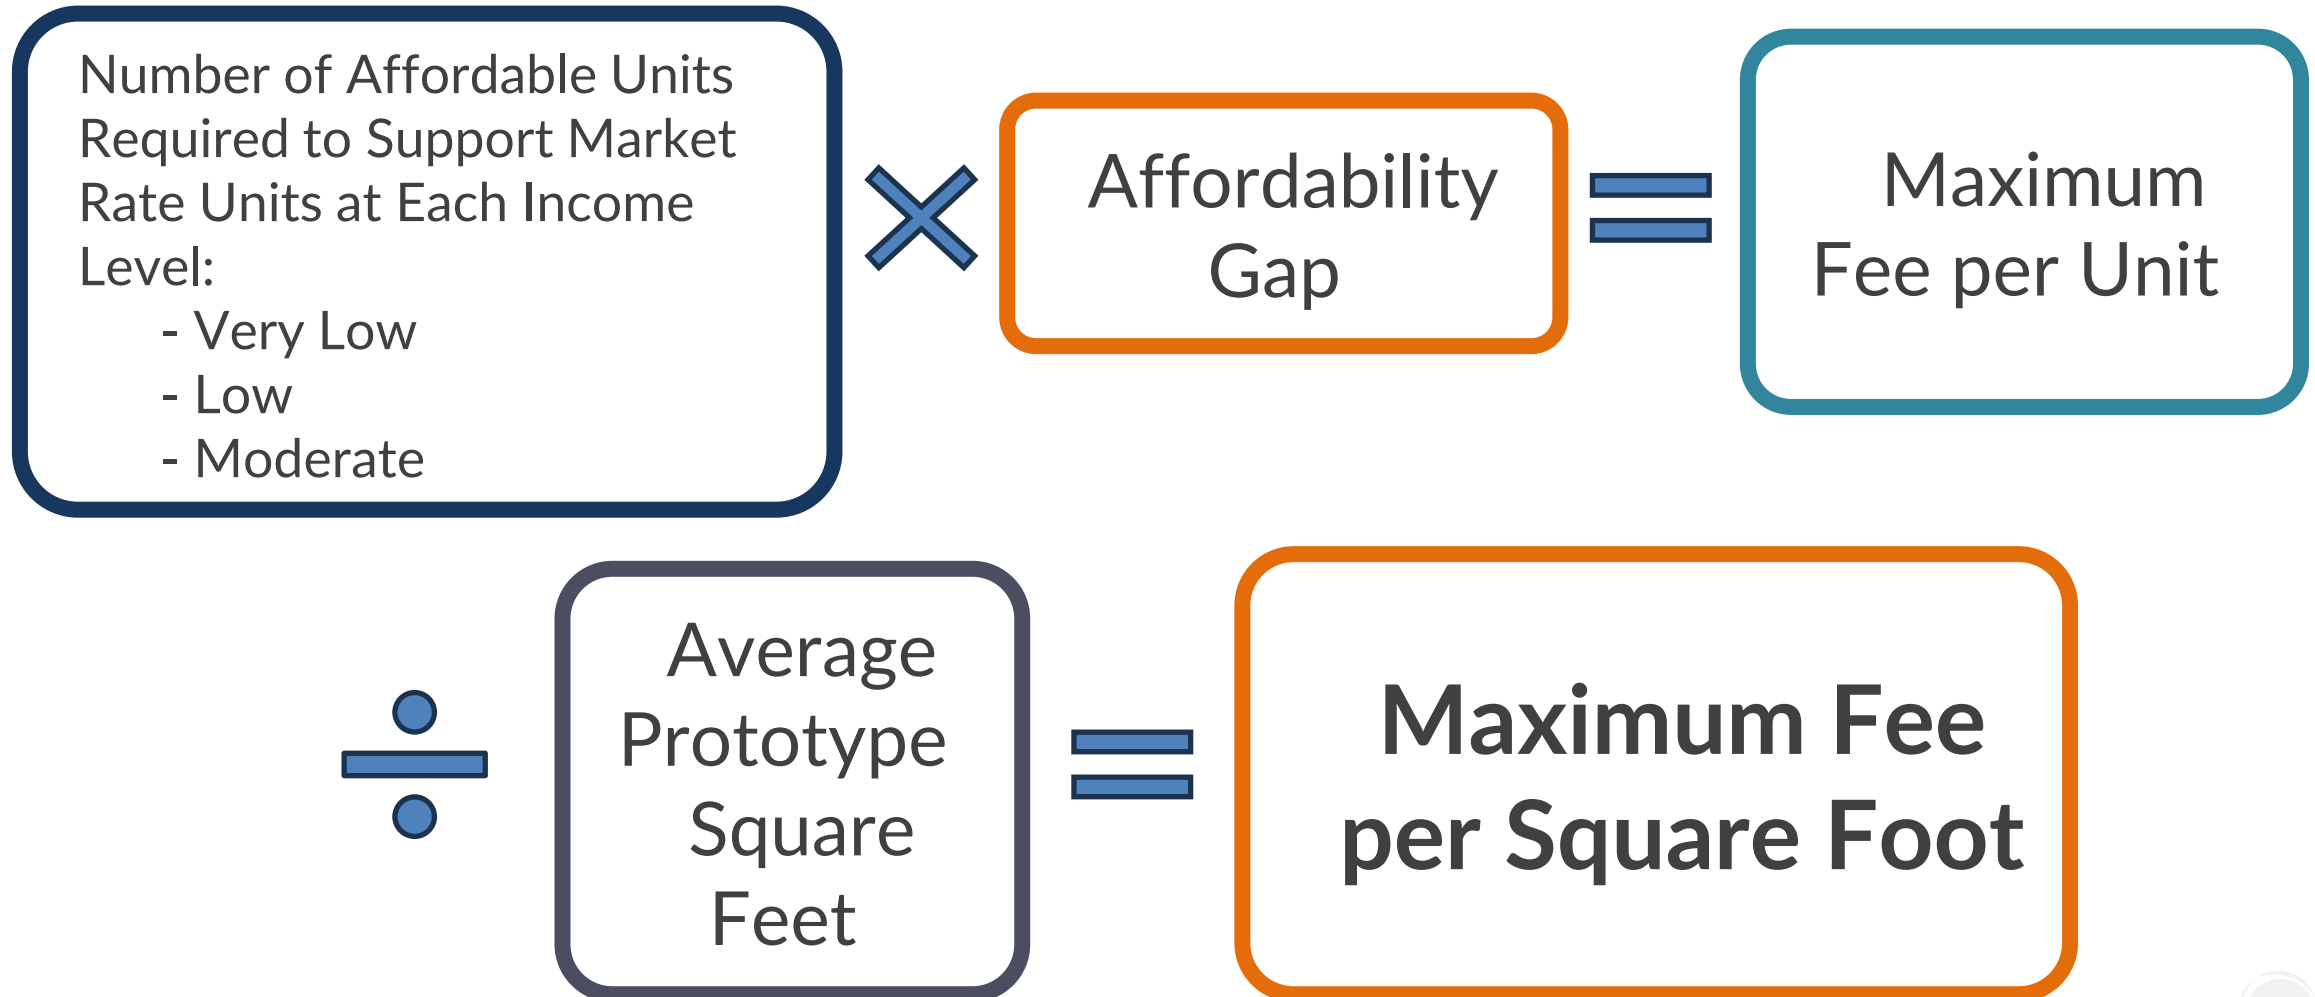 Number of Affordable Units
Required to Support Market
Rate Units at Each Income
Level:
- Very Low
- Low
- Moderate
Affordability
Gap
Maximum
Fee per Unit
Average
Prototype
Square
Feet
Maximum Fee
per Square Foot